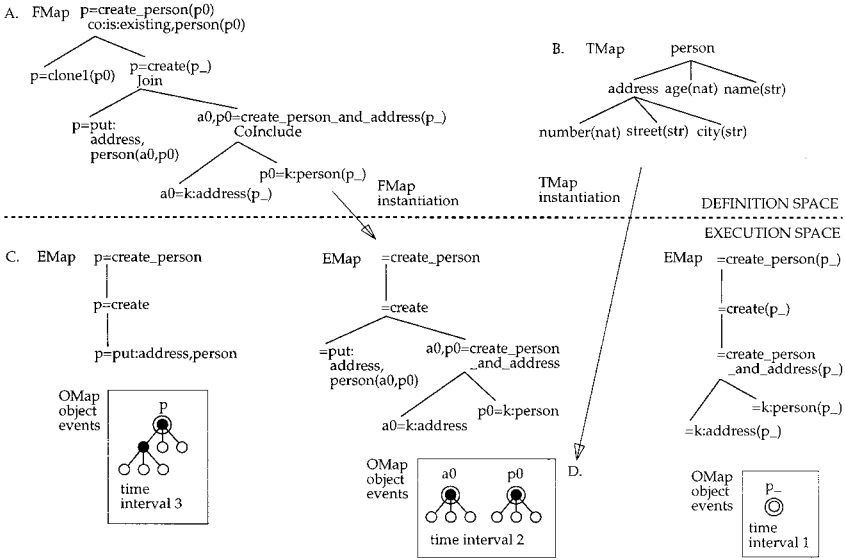 A. FMap p=create_person(p0)
co:is:existing,person(p0)
p=clone1(p0)
p=create(p_)
Join
p=put:
address,
person(a0,p0)
a0,p0=create_person_and_address(p_)
CoInclude
a0=k:address(p_)
p0=k:person(p_)
FMap
instantiation
B. TMap person
address age(nat) name(str)
number(nat) street(str) city(str)
TMap
instantiation
DEFINITION SPACE
EXECUTION SPACE
C. EMap p=create_person
p=create
p=put:address,person
OMap
object
events
p
time
interval 3
EMap =create_person
=create
=put:
address,
person(a0,p0)
a0,p0=create_person
_and_address
a0=k:address
p0=k:person
OMap
object
events
a0 p0
time interval 2
D.
EMap =create_person(p_)
=create(p_)
=create_person
_and_address(p_)
=k:person(p_)
=k:address(p_)
OMap
object
events
p_
time
interval 1